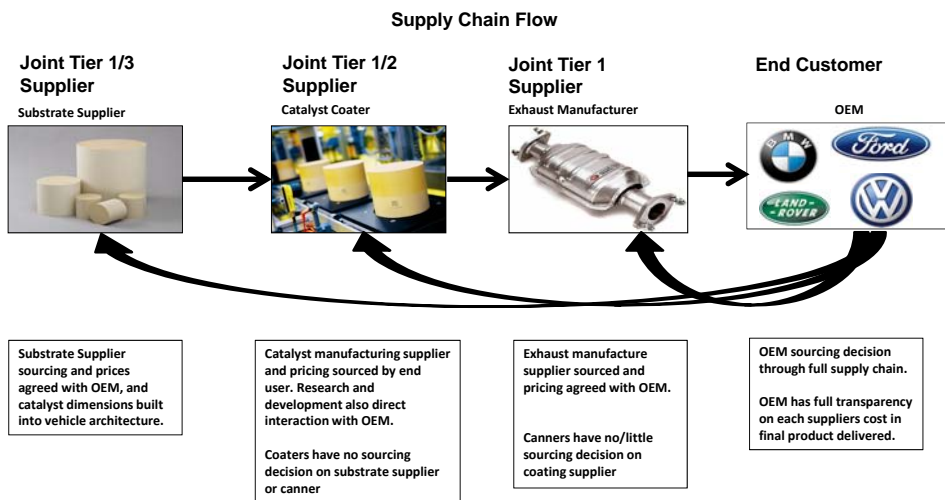 Supply Chain Flow
Joint Tier 1/3
Supplier
Substrate Supplier
Joint Tier 1/2
Supplier
Catalyst Coater
Joint Tier 1
Supplier
Exhaust Manufacturer
End Customer
OEM
BMW
Ford
LAND-
ROVER
VW
Substrate Supplier
sourcing and prices
agreed with OEM, and
catalyst dimensions built
into vehicle architecture.
Catalyst manufacturing supplier
and pricing sourced by end
user. Research and
development also direct
interaction with OEM.
Coaters have no sourcing
decision on substrate supplier
or canner
Exhaust manufacture
supplier sourced and
pricing agreed with OEM.
Canners have no/little
sourcing decision on
coating supplier
OEM sourcing decision
through full supply chain.
OEM has full transparency
on each suppliers cost in
final product delivered.